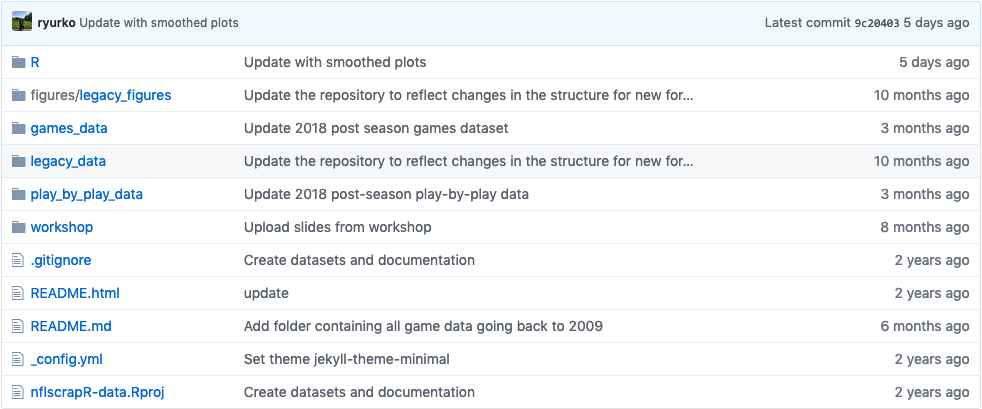 ryurko Update with smoothed plots Latest commit 9c20403 5 days ago
R Update with smoothed plots 5 days ago
figures/legacy_figures Update the repository to reflect changes in the structure for new for... 10 months ago
games_data Update 2018 post season games dataset 3 months ago
legacy_data Update the repository to reflect changes in the structure for new for... 10 months ago
play_by_play_data Update 2018 post-season play-by-play data 3 months ago
workshop Upload slides from workshop 8 months ago
.gitignore Create datasets and documentation 2 years ago
README.html update 2 years ago
README.md Add folder containing all game data going back to 2009 6 months ago
_config.yml Set theme jekyll-theme-minimal 2 years ago
nflscrapR-data.Rproj Create datasets and documentation 2 years ago